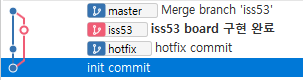 master Merge branch 'iss53'
iss53 iss53 board 구현 완료
hotfix hotfix commit
init commit